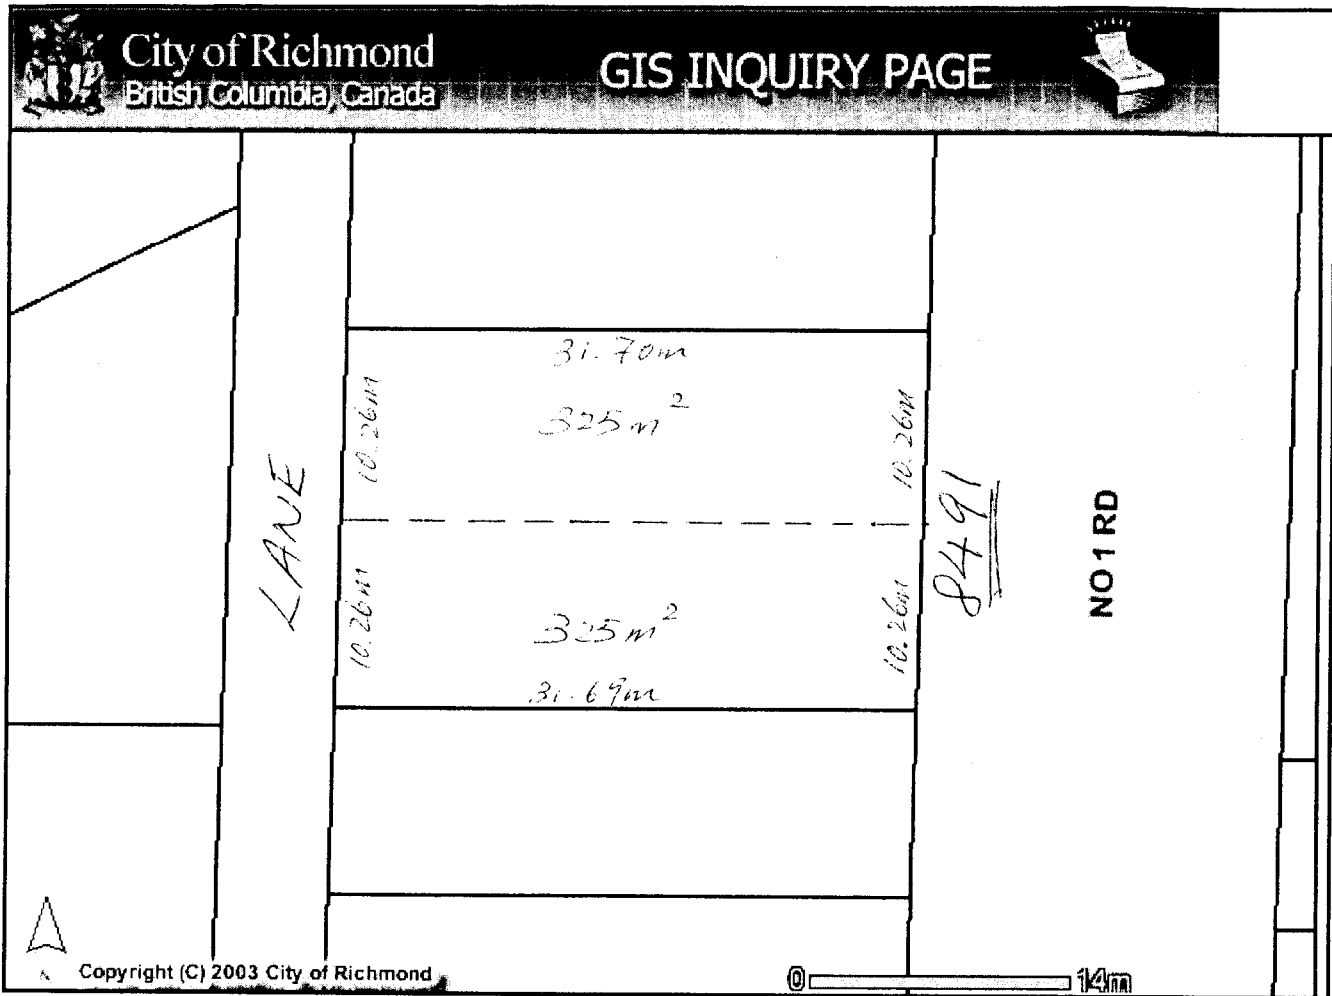 City of Richmond
British Columbia, Canada
GIS INQUIRY PAGE
31.70m
325m²
10.26m
10.26m
LANE
8491
NO 1 RD
10.26m
10.26m
325m²
31.69m
N
Copyright (C) 2003 City of Richmond
0 14m